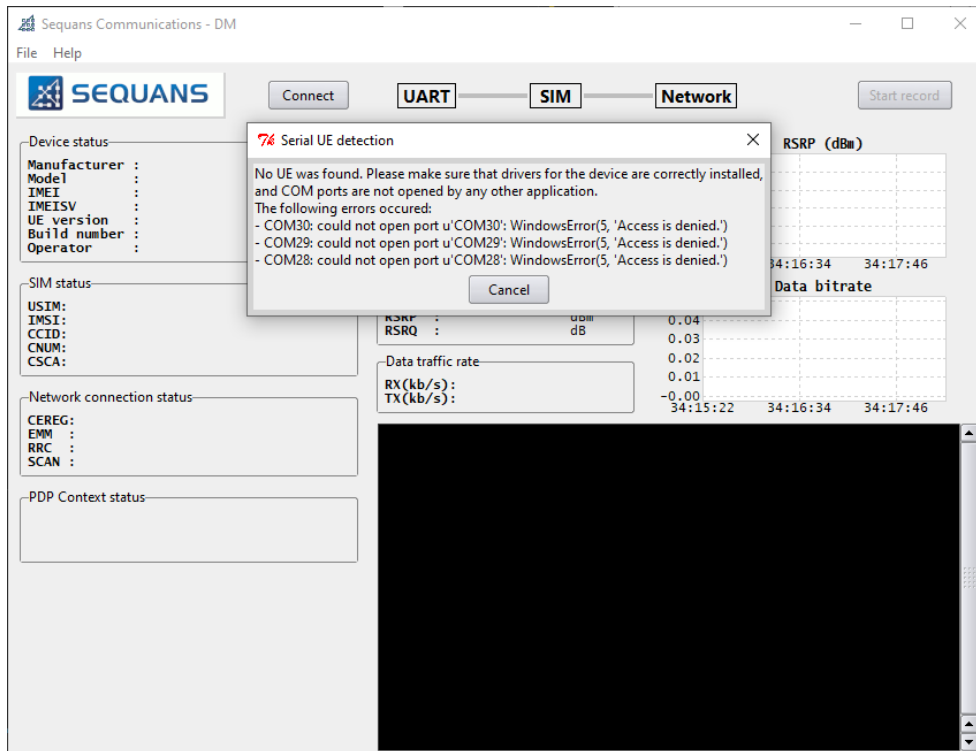 Sequans Communications - DM
File Help
SEQUANS
Connect
UART
SIM
Network
Start record
Device status
Manufacturer :
Model :
IMEI :
IMEISV :
UE version :
Build number :
Operator :
SIM status
USIM:
IMSI:
CCID:
CNUM:
CSCA:
Network connection status
CEREG:
EMM :
RRC :
SCAN :
PDP Context status
Serial UE detection
No UE was found. Please make sure that drivers for the device are correctly installed,
and COM ports are not opened by any other application.
The following errors occured:
- COM30: could not open port u'COM30': WindowsError(5, 'Access is denied.')
- COM29: could not open port u'COM29': WindowsError(5, 'Access is denied.')
- COM28: could not open port u'COM28': WindowsError(5, 'Access is denied.')
Cancel
RSRP : dBm
RSRQ : dB
Data traffic rate
RX(kb/s):
TX(kb/s):
RSRP (dBm)
34:16:34 34:17:46
Data bitrate
0.04
0.03
0.02
0.01
-0.00
34:15:22 34:16:34 34:17:46